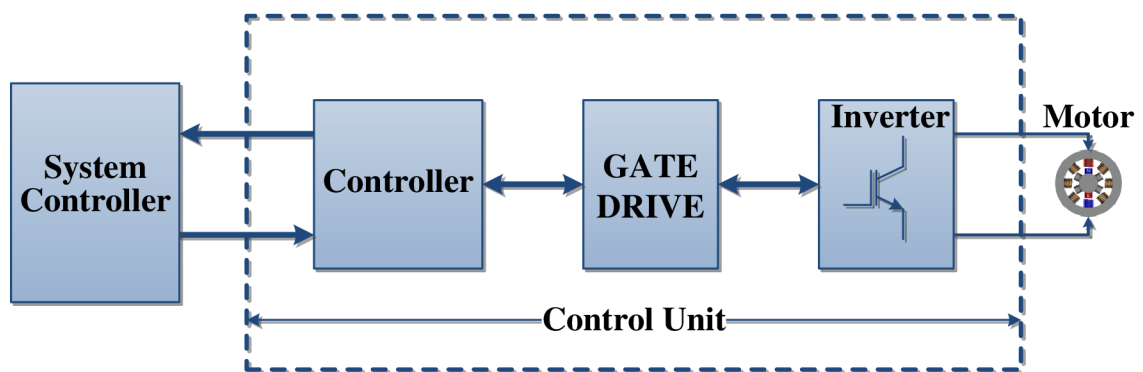 System
Controller
Controller
GATE
DRIVE
Inverter
Motor
Control Unit